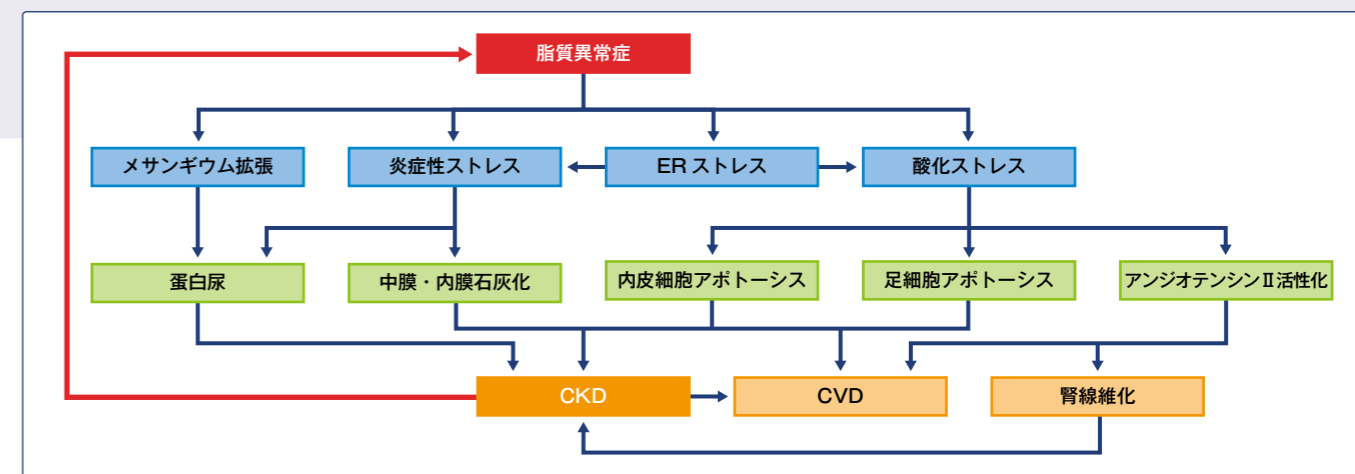 脂質異常症
メサンギウム拡張
炎症性ストレス
ER ストレス
酸化ストレス
蛋白尿
中膜・内膜石灰化
内皮細胞アポトーシス
足細胞アポトーシス
アンジオテンシンⅡ活性化
CKD
CVD
腎線維化